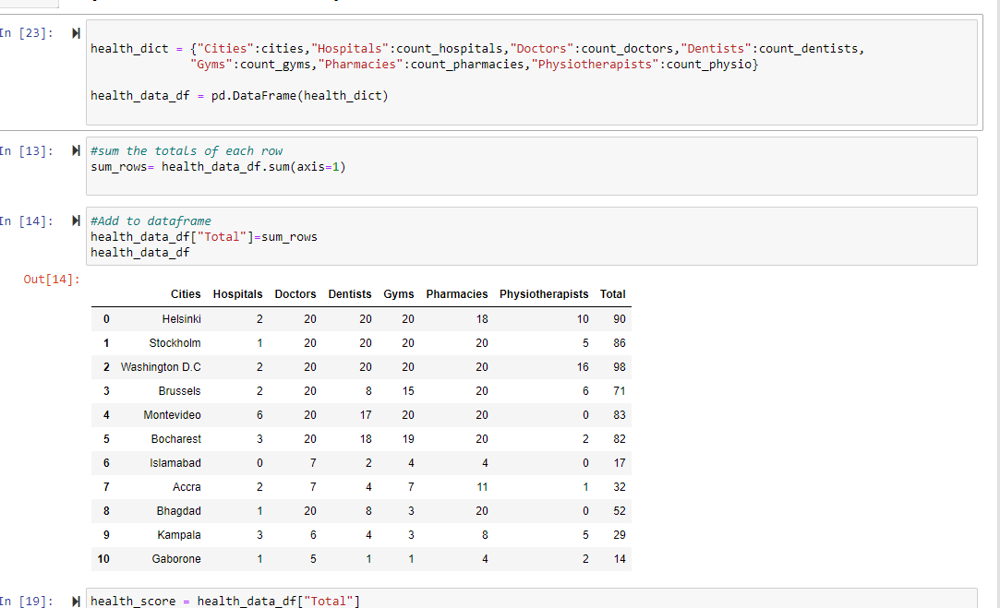 In [23]:
health_dict = {"Cities":cities,"Hospitals":count_hospitals,"Doctors":count_doctors,"Dentists":count_dentists,
"Gyms":count_gyms,"Pharmacies":count_pharmacies,"Physiotherapists":count_physio}
health_data_df = pd.DataFrame(health_dict)
In [13]:
#sum the totals of each row
sum_rows= health_data_df.sum(axis=1)
In [14]:
#Add to dataframe
health_data_df["Total"]=sum_rows
health_data_df
Out[14]:
Cities Hospitals Doctors Dentists Gyms Pharmacies Physiotherapists Total
0 Helsinki 2 20 20 20 18 10 90
1 Stockholm 1 20 20 20 20 5 86
2 Washington D.C 2 20 20 20 20 16 98
3 Brussels 2 20 8 15 20 6 71
4 Montevideo 6 20 17 20 20 0 83
5 Bocharest 3 20 18 19 20 2 82
6 Islamabad 0 7 2 4 4 0 17
7 Accra 2 7 4 7 11 1 32
8 Bhagdad 1 20 8 3 20 0 52
9 Kampala 3 6 4 3 8 5 29
10 Gaborone 1 5 1 1 4 2 14
In [19]:
health_score = health_data_df["Total"]